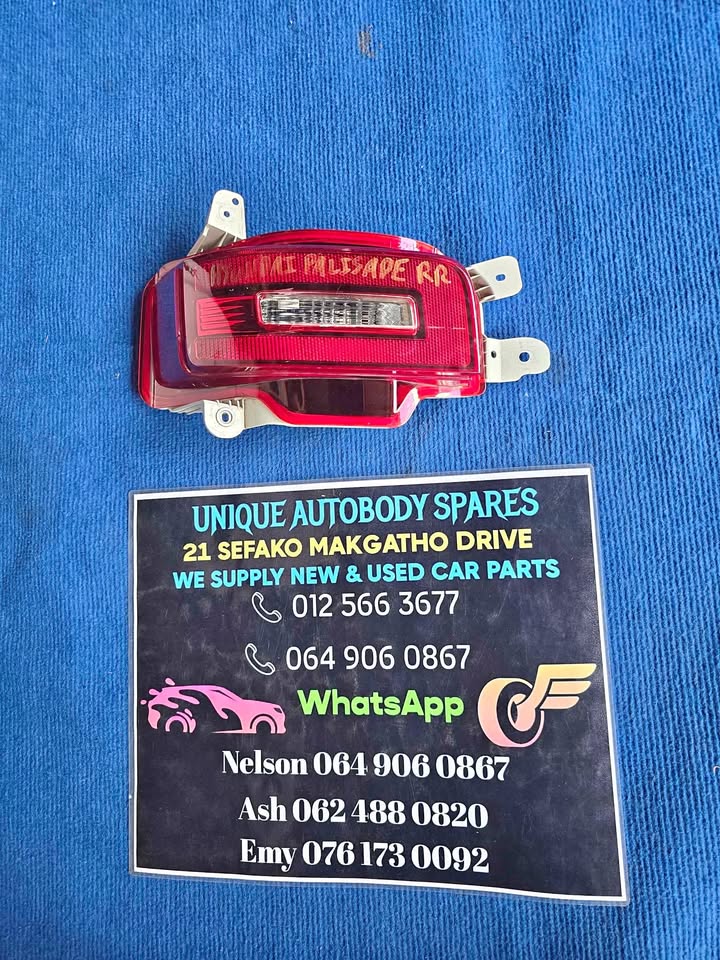 HYUNDAI PALISADE RR
UNIQUE AUTOBODY SPARES
21 SEFAKO MAKGATHO DRIVE
WE SUPPLY NEW & USED CAR PARTS
012 566 3677
064 906 0867
WhatsApp
Nelson 064 906 0867
Ash 062 488 0820
Emy 076 173 0092